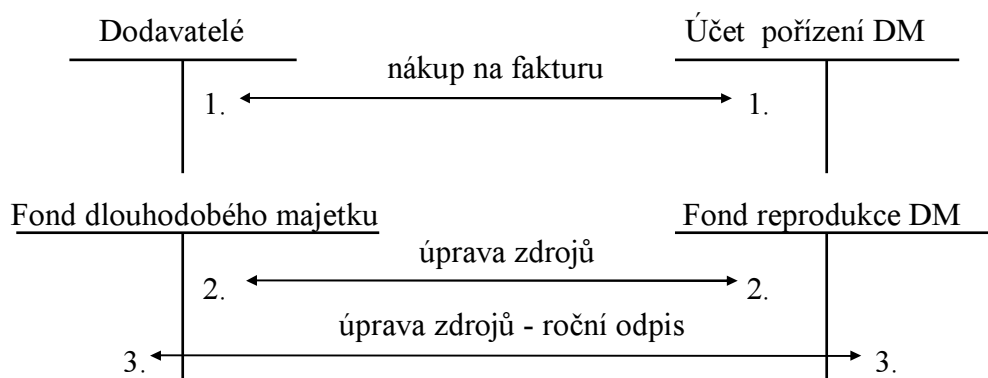 Dodavatelé
Účet pořízení DM
nákup na fakturu
1.
1.
Fond dlouhodobého majetku
Fond reprodukce DM
úprava zdrojů
2.
2.
úprava zdrojů - roční odpis
3.
3.